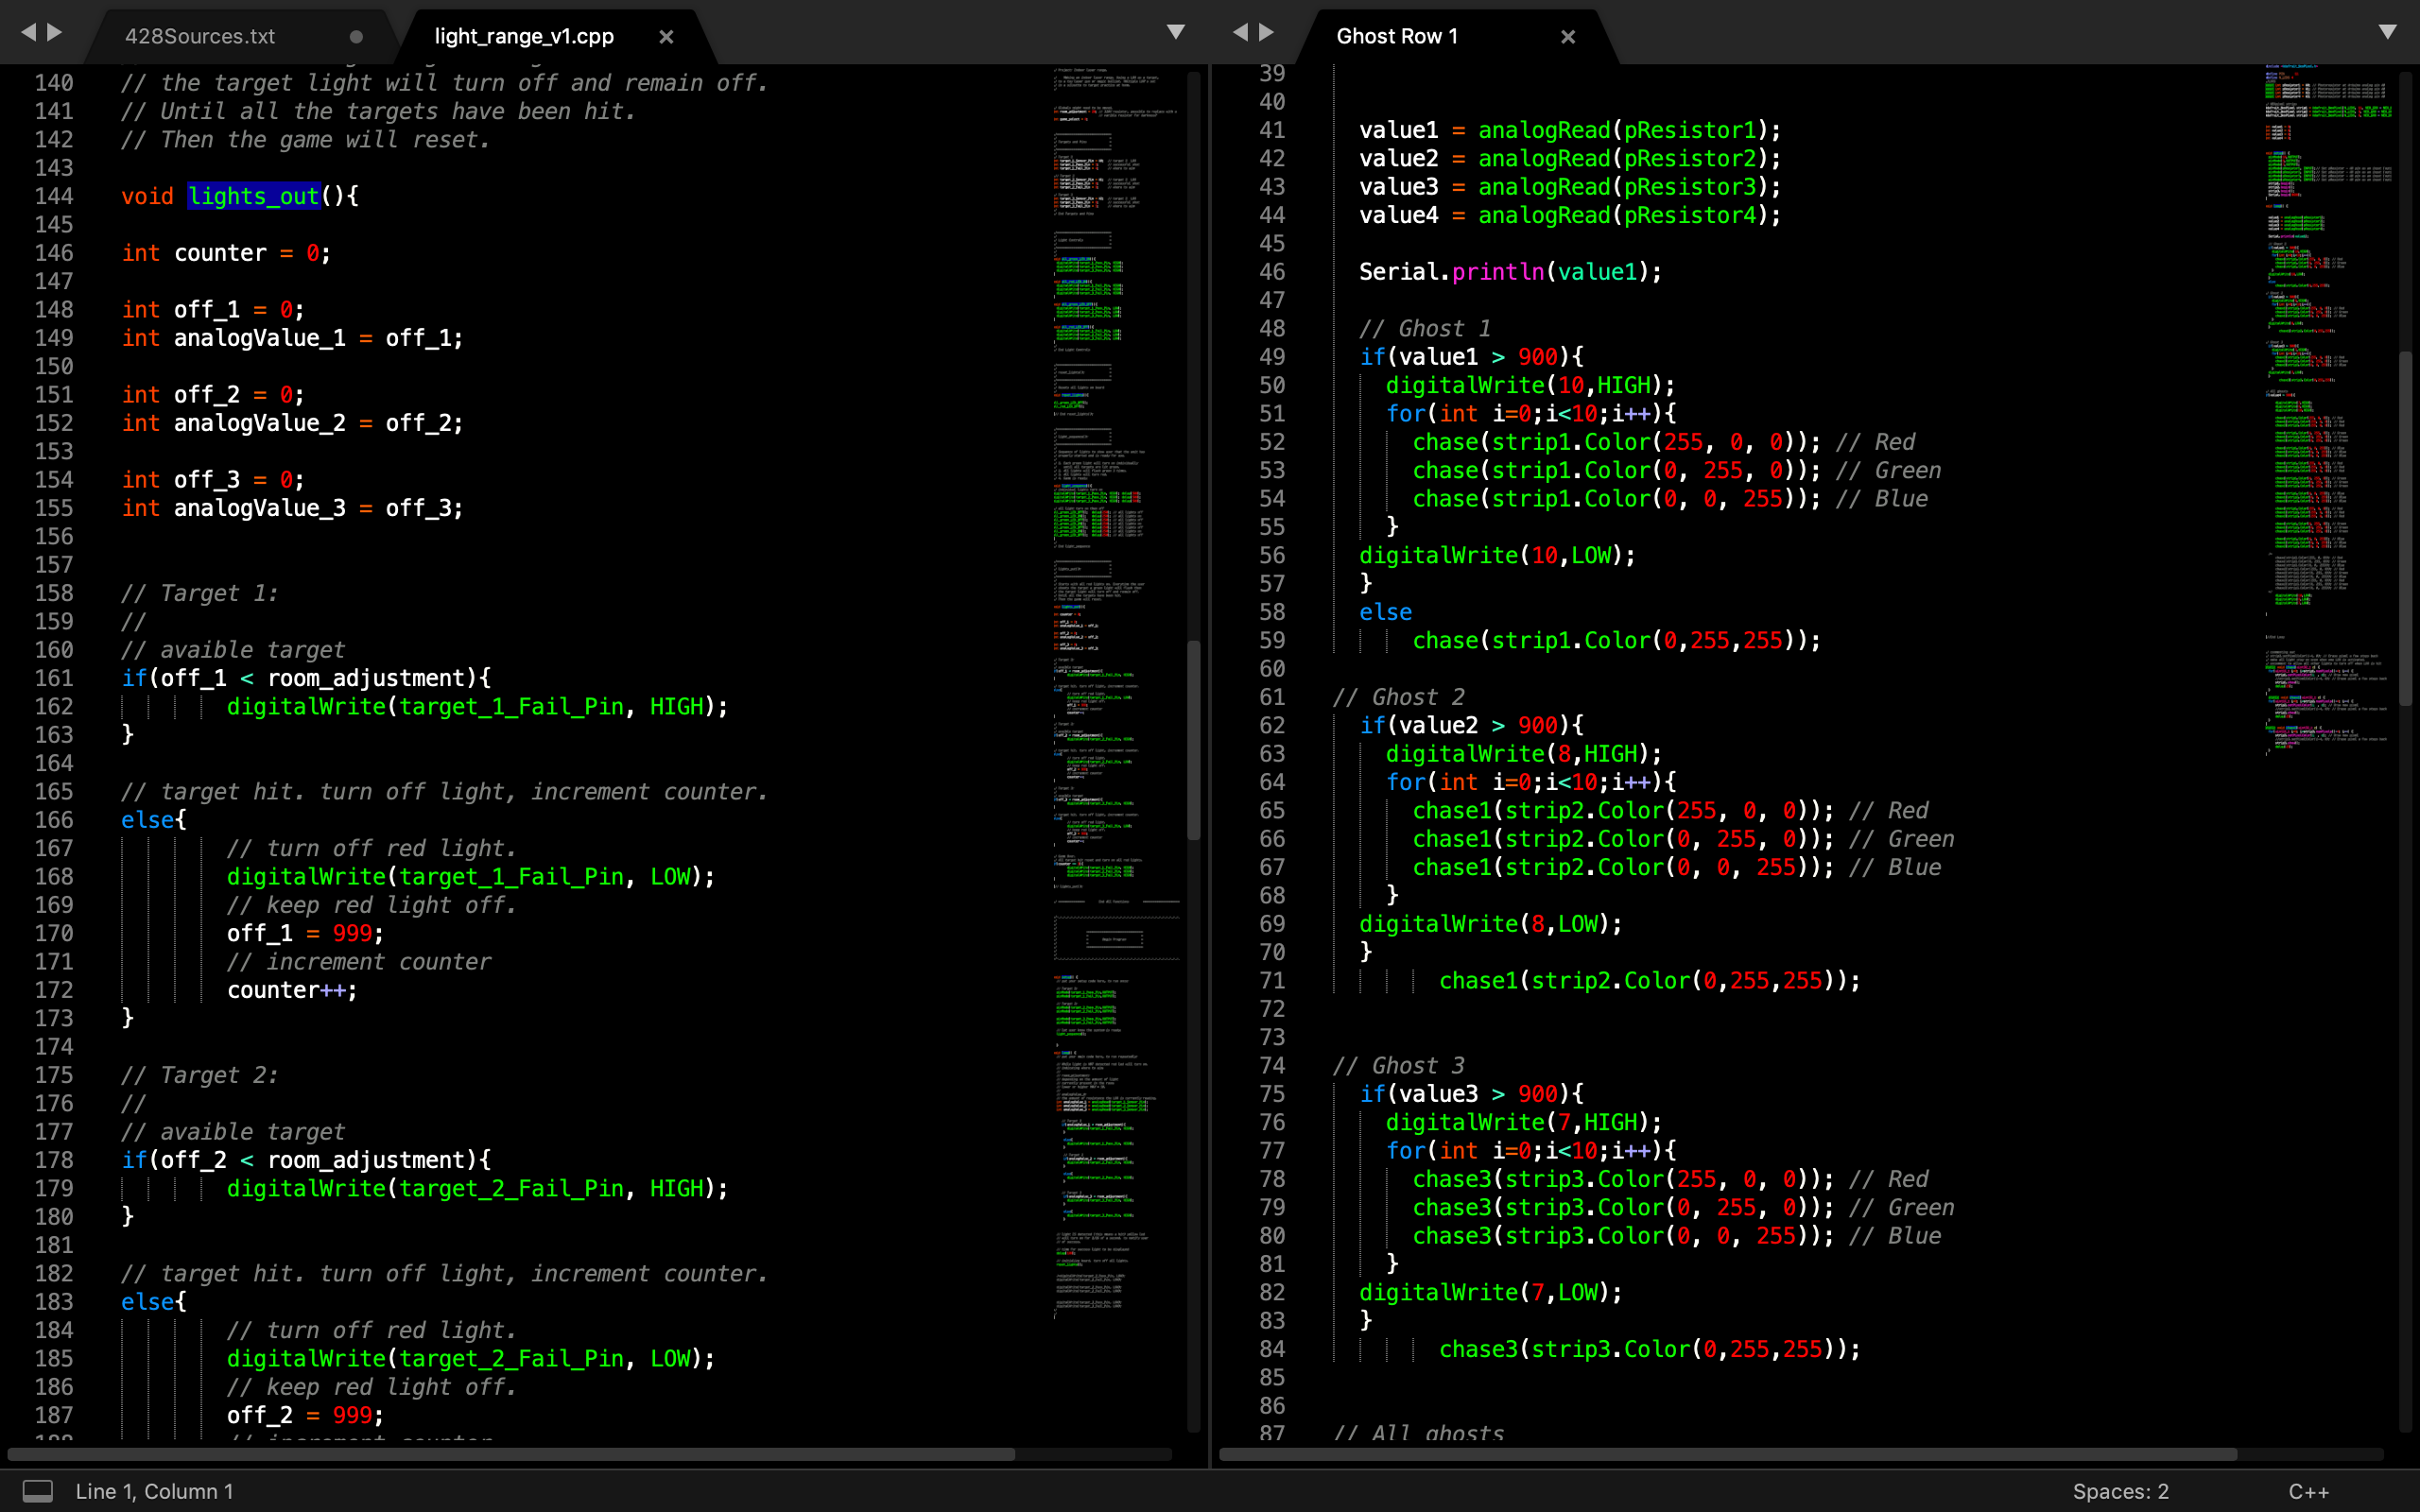 428Sources.txt
light_range_v1.cpp
Ghost Row 1
140 // the target light will turn off and remain off.
141 // Until all the targets have been hit.
142 // Then the game will reset.
143
144 void lights_out(){
145
146 int counter = 0;
147
148 int off_1 = 0;
149 int analogValue_1 = off_1;
150
151 int off_2 = 0;
152 int analogValue_2 = off_2;
153
154 int off_3 = 0;
155 int analogValue_3 = off_3;
156
157
158 // Target 1:
159 //
160 // avaible target
161 if(off_1 < room_adjustment){
162 digitalWrite(target_1_Fail_Pin, HIGH);
163 }
164
165 // target hit. turn off light, increment counter.
166 else{
167 // turn off red light.
168 digitalWrite(target_1_Fail_Pin, LOW);
169 // keep red light off.
170 off_1 = 999;
171 // increment counter
172 counter++;
173 }
174
175 // Target 2:
176 //
177 // avaible target
178 if(off_2 < room_adjustment){
179 digitalWrite(target_2_Fail_Pin, HIGH);
180 }
181
182 // target hit. turn off light, increment counter.
183 else{
184 // turn off red light.
185 digitalWrite(target_2_Fail_Pin, LOW);
186 // keep red light off.
187 off_2 = 999;
188 // increment counter
39
40
41 value1 = analogRead(pResistor1);
42 value2 = analogRead(pResistor2);
43 value3 = analogRead(pResistor3);
44 value4 = analogRead(pResistor4);
45
46 Serial.println(value1);
47
48 // Ghost 1
49 if(value1 > 900){
50 digitalWrite(10,HIGH);
51 for(int i=0;i<10;i++){
52 chase(strip1.Color(255, 0, 0)); // Red
53 chase(strip1.Color(0, 255, 0)); // Green
54 chase(strip1.Color(0, 0, 255)); // Blue
55 }
56 digitalWrite(10,LOW);
57 }
58 else
59 chase(strip1.Color(0,255,255));
60
61 // Ghost 2
62 if(value2 > 900){
63 digitalWrite(8,HIGH);
64 for(int i=0;i<10;i++){
65 chase1(strip2.Color(255, 0, 0)); // Red
66 chase1(strip2.Color(0, 255, 0)); // Green
67 chase1(strip2.Color(0, 0, 255)); // Blue
68 }
69 digitalWrite(8,LOW);
70 }
71 chase1(strip2.Color(0,255,255));
72
73
74 // Ghost 3
75 if(value3 > 900){
76 digitalWrite(7,HIGH);
77 for(int i=0;i<10;i++){
78 chase3(strip3.Color(255, 0, 0)); // Red
79 chase3(strip3.Color(0, 255, 0)); // Green
80 chase3(strip3.Color(0, 0, 255)); // Blue
81 }
82 digitalWrite(7,LOW);
83 }
84 chase3(strip3.Color(0,255,255));
85
86
87 // All ghosts
Line 1, Column 1
Spaces: 2
C++